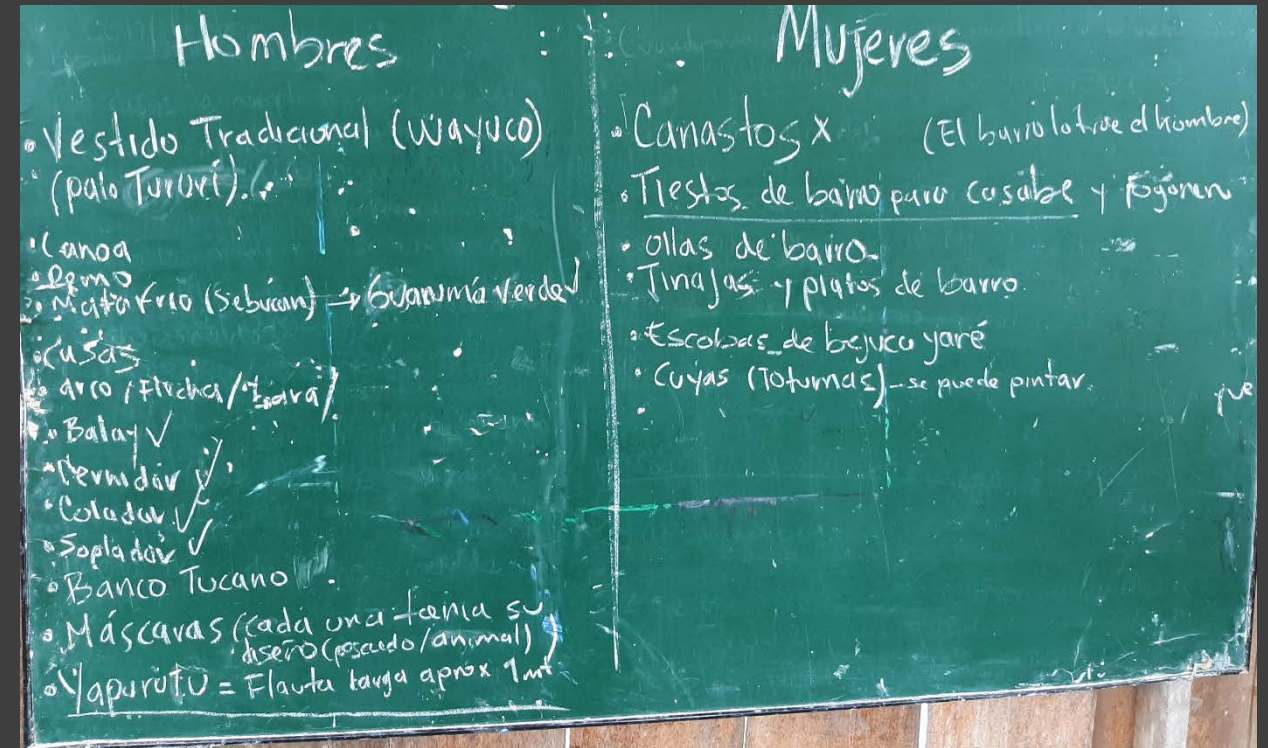 Hombres
• Vestido Tradicional (Wayuco)
(palo Tururí).
• Canoa
• Remo
• Matafrio (Sebucan) → Guarumá Verde ✓
• Casas
• arco / Flecha /
• Balay ✓
• Cernidor ✓
• Colador ✓
• Soplador ✓
• Banco Tucano
• Máscaras (cada una tenia su
diseño (pescado/animal)
• Yapurutú = Flauta larga aprox 1 mt
Mujeres
• Canastos x (El barro lo trae el hombre)
• Tiestos de barro para casabe y fogones
• ollas de barro.
• Tinajas y platos de barro.
• Escobas de bejuco yaré
• Cuyas (Totumas) - se puede pintar.